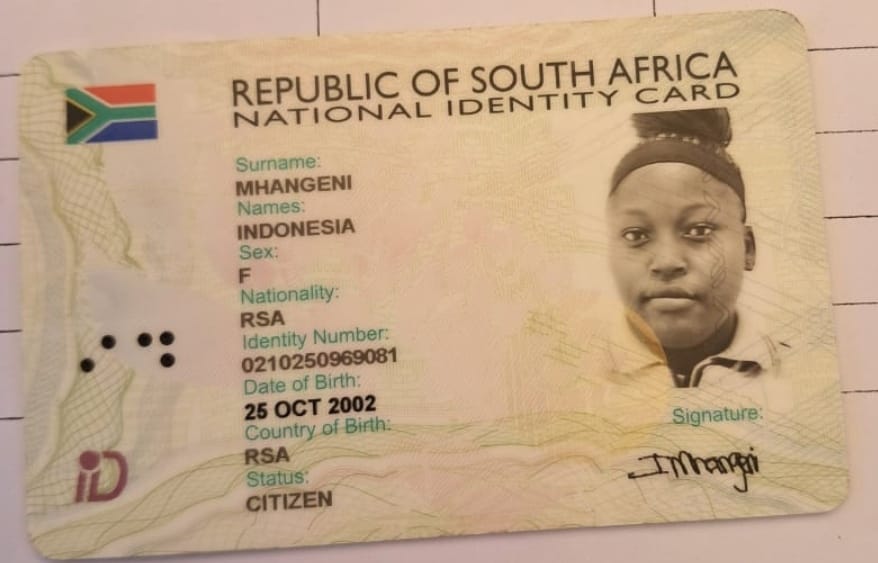 REPUBLIC OF SOUTH AFRICA
NATIONAL IDENTITY CARD
Surname:
MHANGENI
Names:
INDONESIA
Sex:
F
Nationality:
RSA
Identity Number:
0210250969081
Date of Birth:
25 OCT 2002
Country of Birth:
RSA
Status:
CITIZEN
Signature:
I Mhangeni
iD